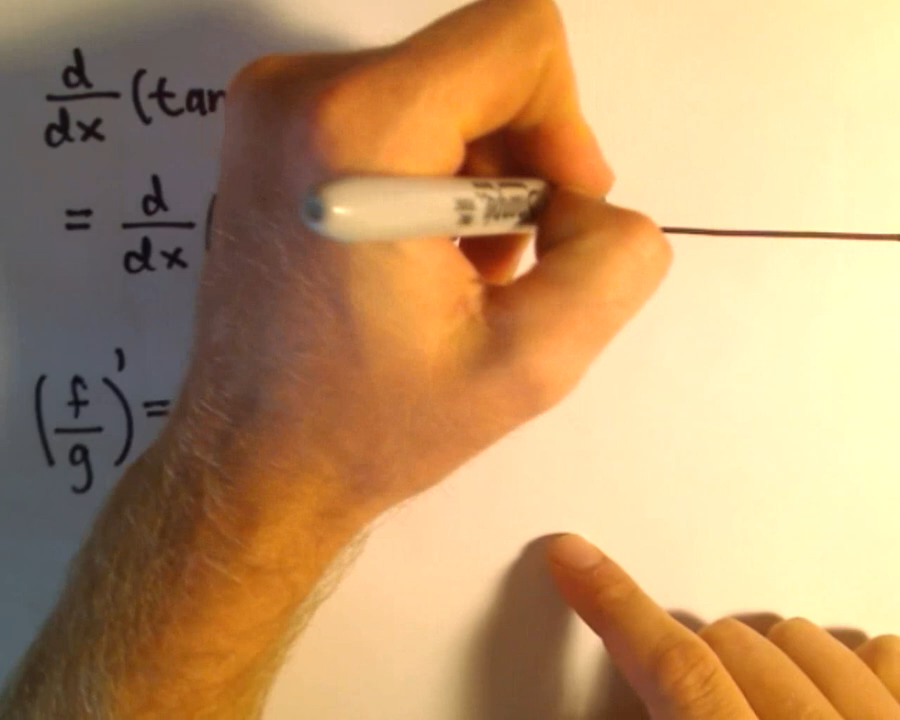 d/dx (tan
= d/dx (
(f/g)' =